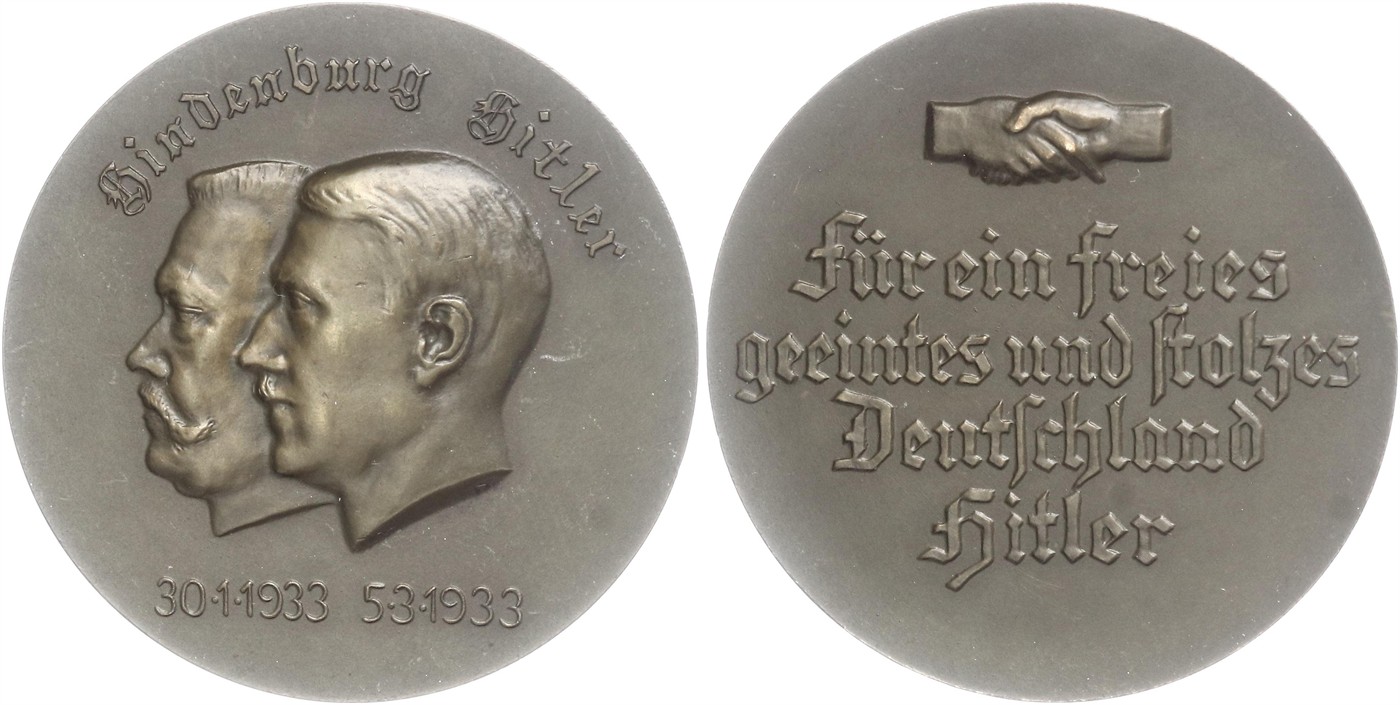 Hindenburg Hitler
30·1·1933 5·3·1933
Für ein freies
geeintes und ſtolzes
Deutſchland
Hitler